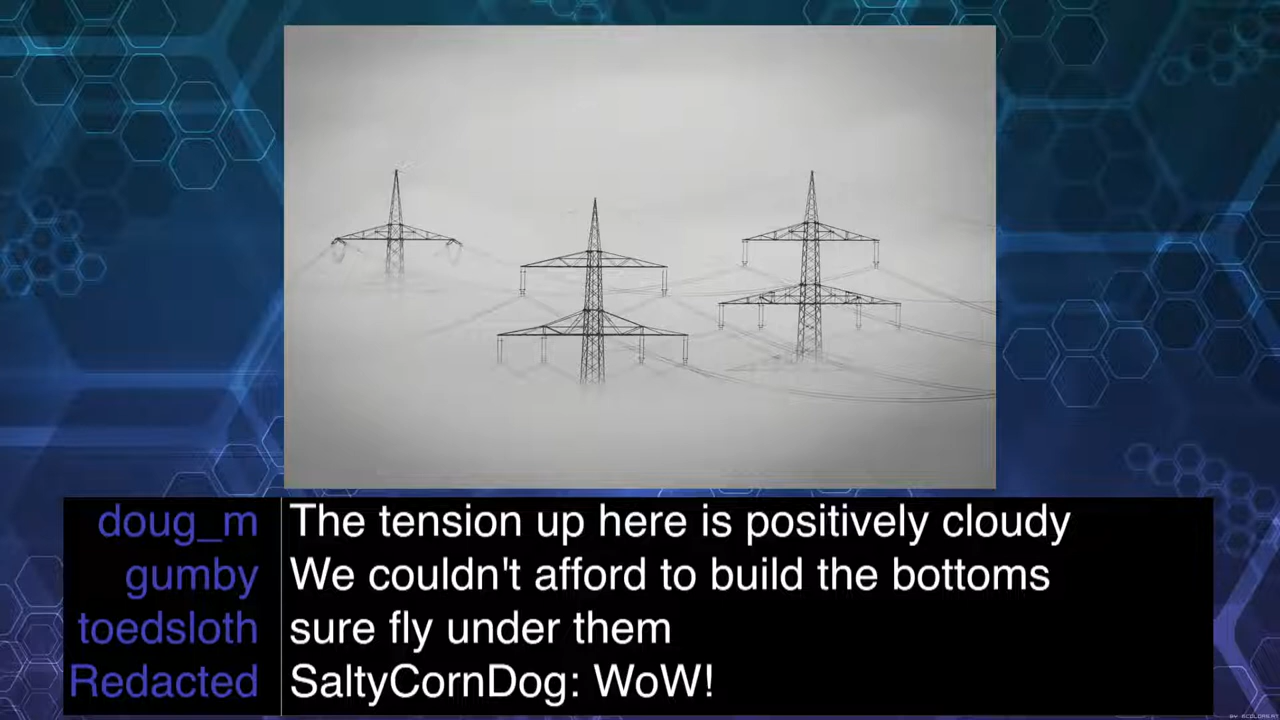 doug_m The tension up here is positively cloudy
gumby We couldn't afford to build the bottoms
toedsloth sure fly under them
Redacted SaltyCornDog: WoW!